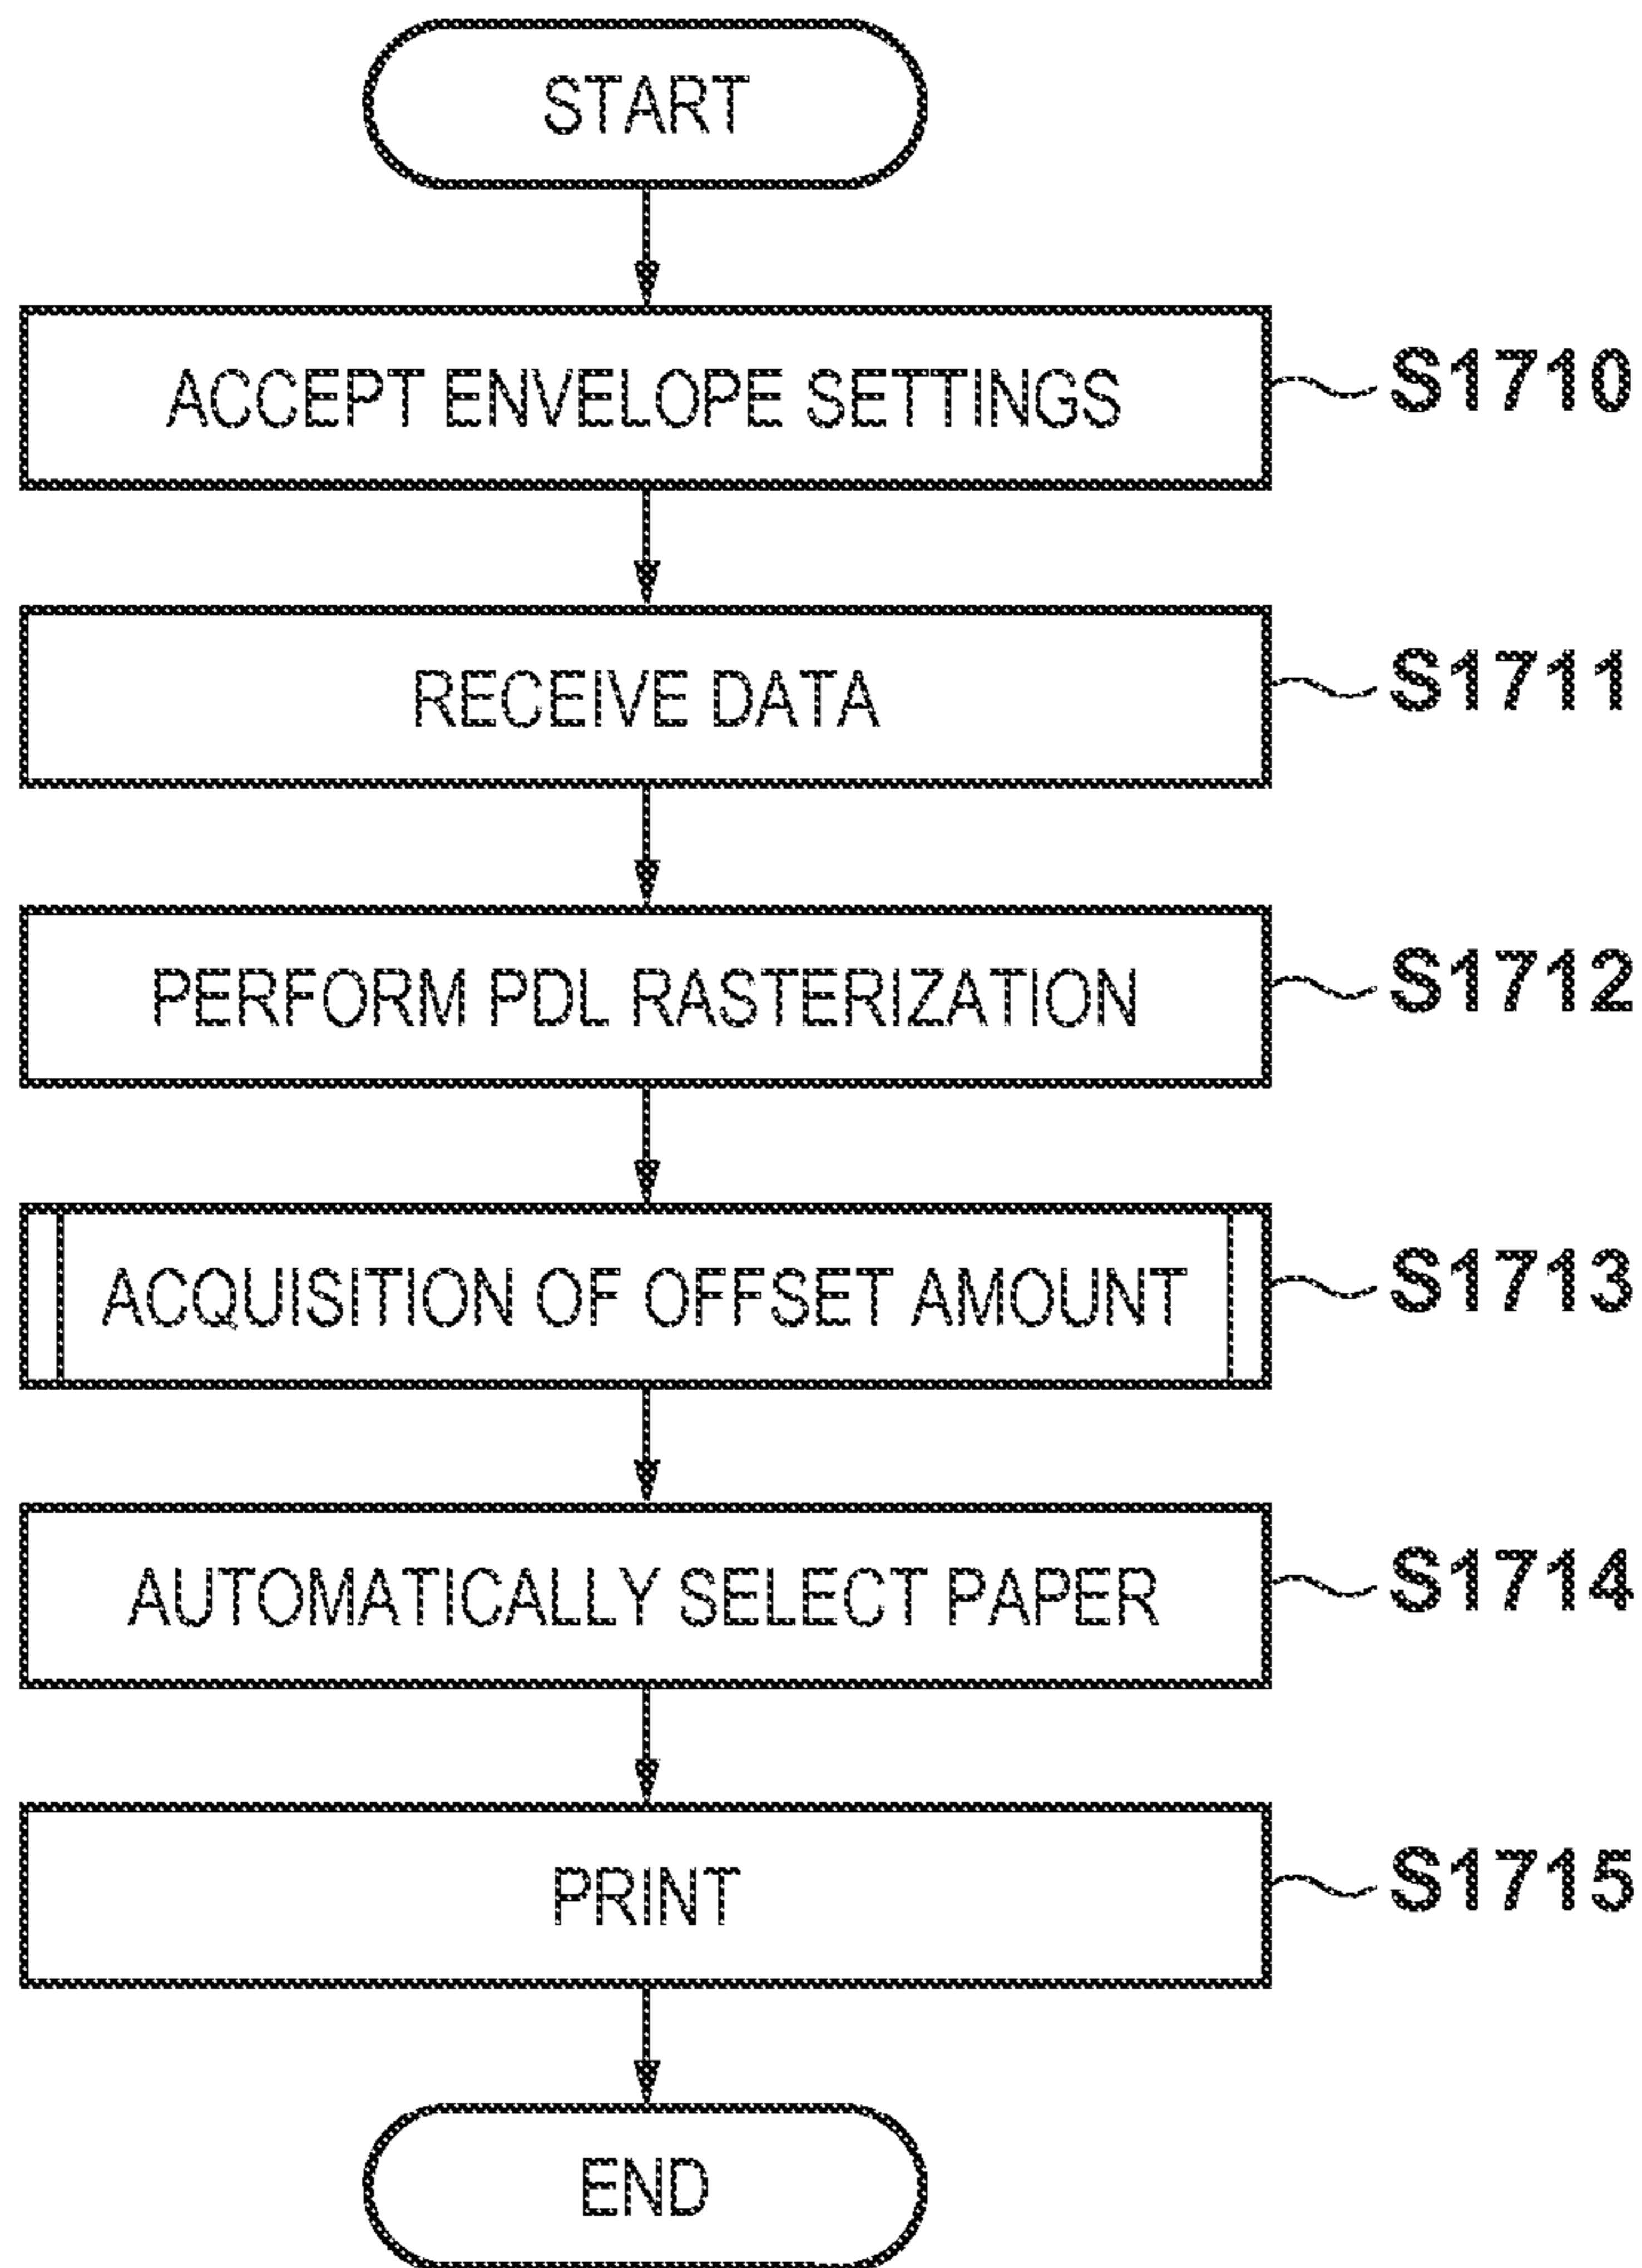 START
ACCEPT ENVELOPE SETTINGS S1710
RECEIVE DATA S1711
PERFORM PDL RASTERIZATION S1712
ACQUISITION OF OFFSET AMOUNT S1713
AUTOMATICALLY SELECT PAPER S1714
PRINT S1715
END